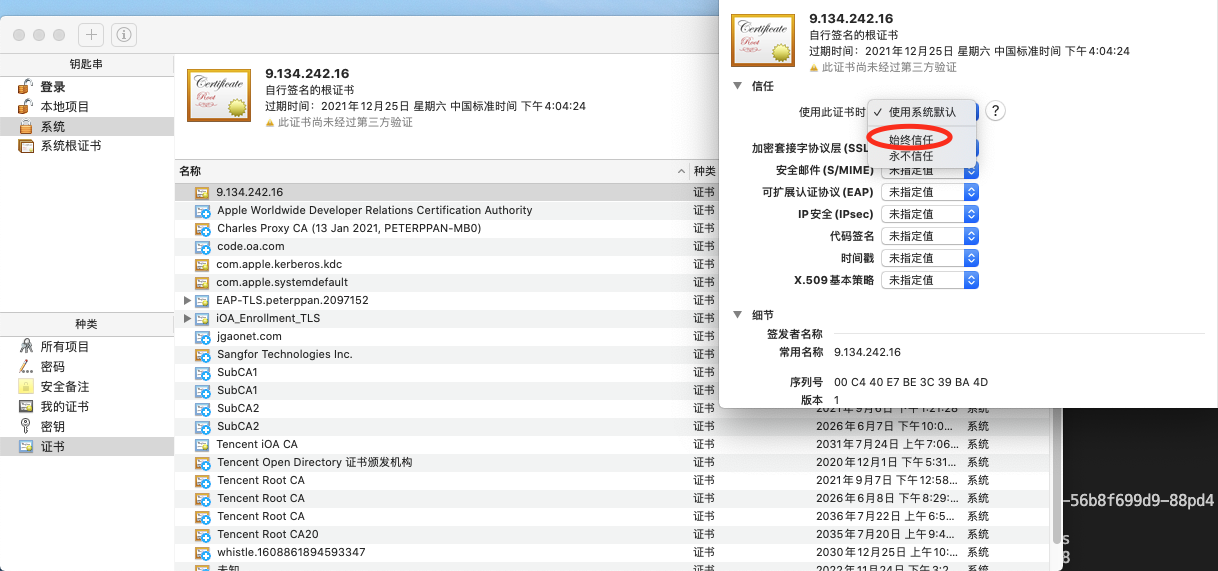 钥匙串
登录
本地项目
系统
系统根证书
种类
所有项目
密码
安全备注
我的证书
密钥
证书
9.134.242.16
自行签名的根证书
过期时间：2021年12月25日 星期六 中国标准时间 下午4:04:24
此证书尚未经过第三方验证
名称 种类
9.134.242.16 证书
Apple Worldwide Developer Relations Certification Authority 证书
Charles Proxy CA (13 Jan 2021, PETERPPAN-MB0) 证书
code.oa.com 证书
com.apple.kerberos.kdc 证书
com.apple.systemdefault 证书
EAP-TLS.peterppan.2097152 证书
iOA_Enrollment_TLS 证书
jgaonet.com 证书
Sangfor Technologies Inc. 证书
SubCA1 证书
SubCA1 证书
SubCA2 证书 2021年9月6日 下午1:21:28 系统
SubCA2 证书 2026年6月7日 下午10:0... 系统
Tencent iOA CA 证书 2031年7月24日 上午7:06... 系统
Tencent Open Directory 证书颁发机构 证书 2020年12月1日 下午5:31... 系统
Tencent Root CA 证书 2021年9月7日 下午12:58... 系统
Tencent Root CA 证书 2026年6月8日 下午8:29:... 系统
Tencent Root CA 证书 2036年7月22日 上午6:5... 系统
Tencent Root CA20 证书 2035年7月20日 上午9:4... 系统
whistle.1608861894593347 证书 2030年12月25日 上午10:... 系统
未知 证书 2022年11月24日 下午3:2... 系统
9.134.242.16
自行签名的根证书
过期时间：2021年12月25日 星期六 中国标准时间 下午4:04:24
此证书尚未经过第三方验证
信任
使用此证书时 ✓ 使用系统默认 ?
始终信任
永不信任
加密套接字协议层 (SSL
安全邮件 (S/MIME) 未指定值
可扩展认证协议 (EAP) 未指定值
IP 安全 (IPsec) 未指定值
代码签名 未指定值
时间戳 未指定值
X.509 基本策略 未指定值
细节
签发者名称
常用名称 9.134.242.16
序列号 00 C4 40 E7 BE 3C 39 BA 4D
版本 1
-56b8f699d9-88pd4
s
8